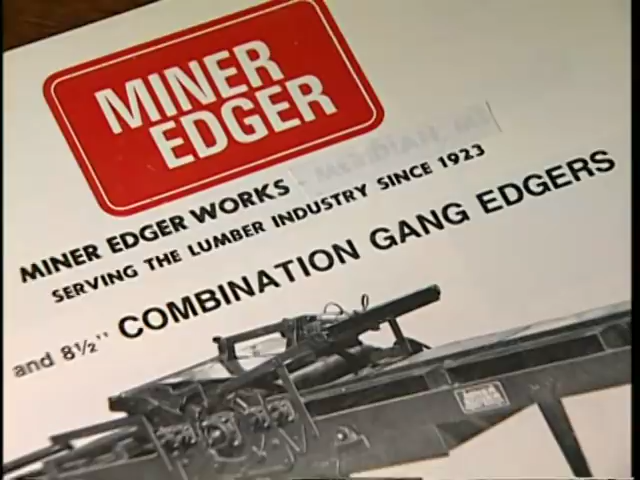 MINER
EDGER
MINER EDGER WORKS
SERVING THE LUMBER INDUSTRY SINCE 1923
and 8½" COMBINATION GANG EDGERS